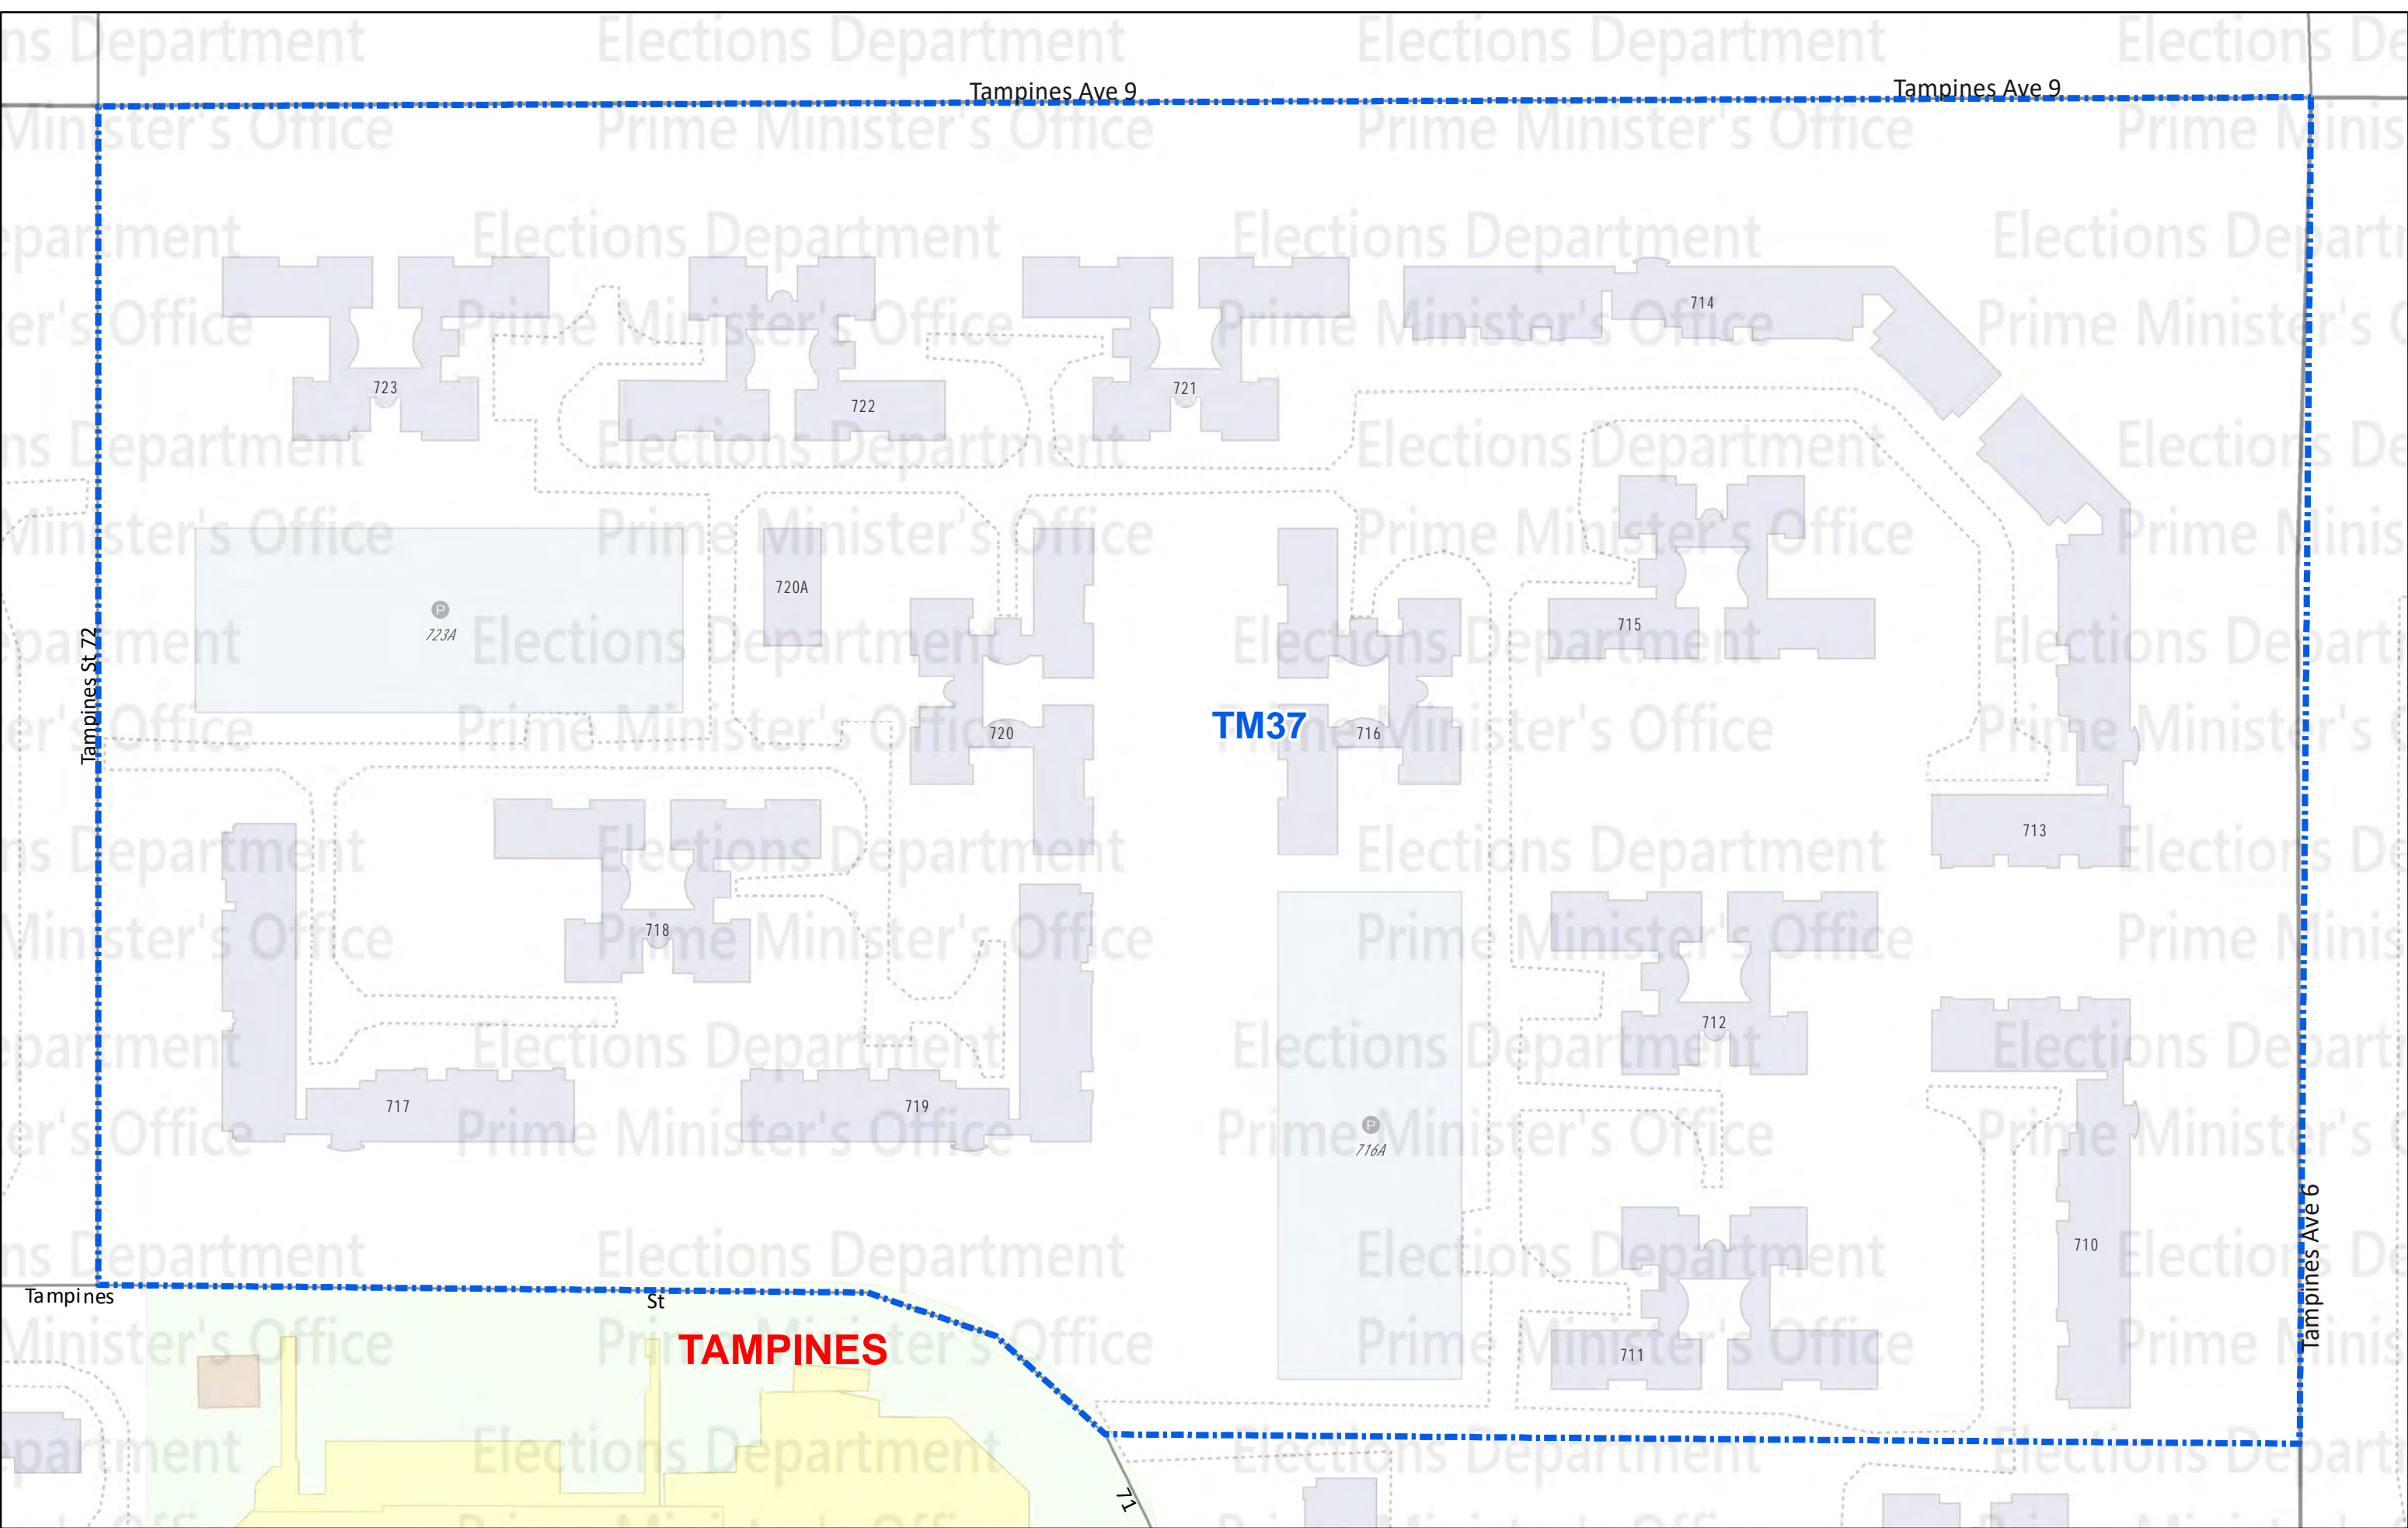 Tampines Ave 9
Tampines Ave 9
714
723
721
722
720A
715
723A
P
Tampines St 72
TM37
720
716
713
718
712
717
719
P
716A
710
Tampines Ave 6
Tampines
St
TAMPINES
711
71
Elections Department
Prime Minister's Office